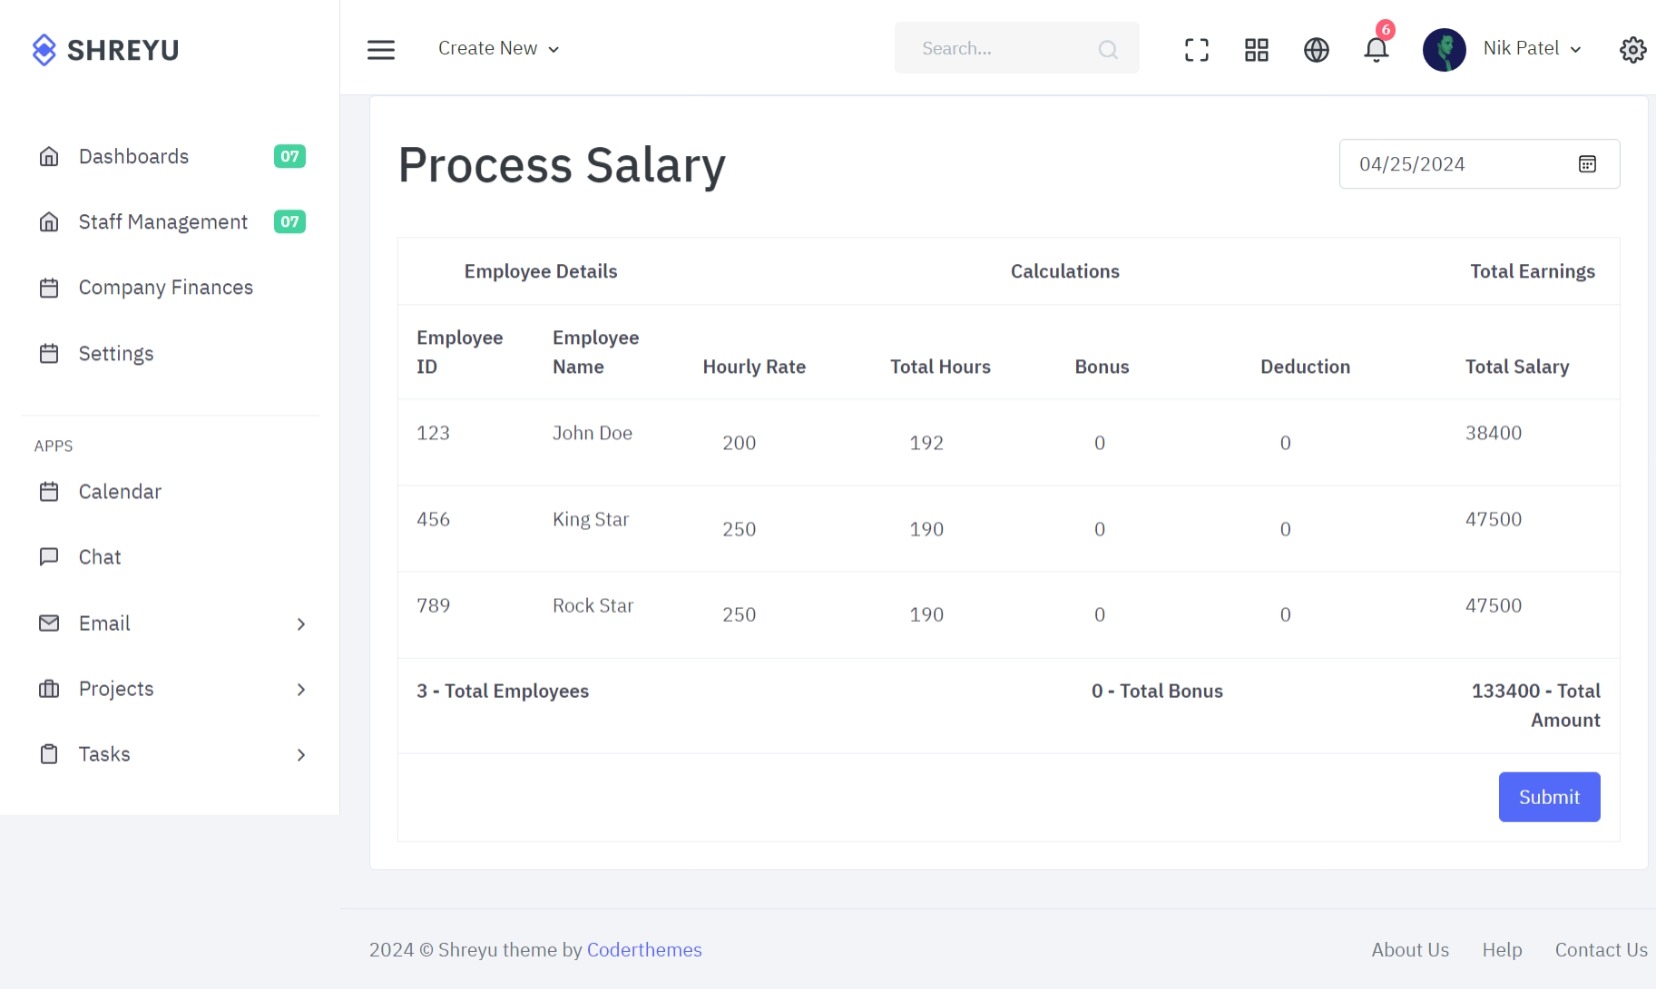 SHREYU
Create New
Search...
6
Nik Patel
Dashboards 07
Staff Management 07
Company Finances
Settings
APPS
Calendar
Chat
Email
Projects
Tasks
Process Salary
04/25/2024
Employee Details Calculations Total Earnings
Employee ID Employee Name Hourly Rate Total Hours Bonus Deduction Total Salary
123 John Doe 200 192 0 0 38400
456 King Star 250 190 0 0 47500
789 Rock Star 250 190 0 0 47500
3 - Total Employees 0 - Total Bonus 133400 - Total
Amount
Submit
2024 © Shreyu theme by Coderthemes
About Us Help Contact Us